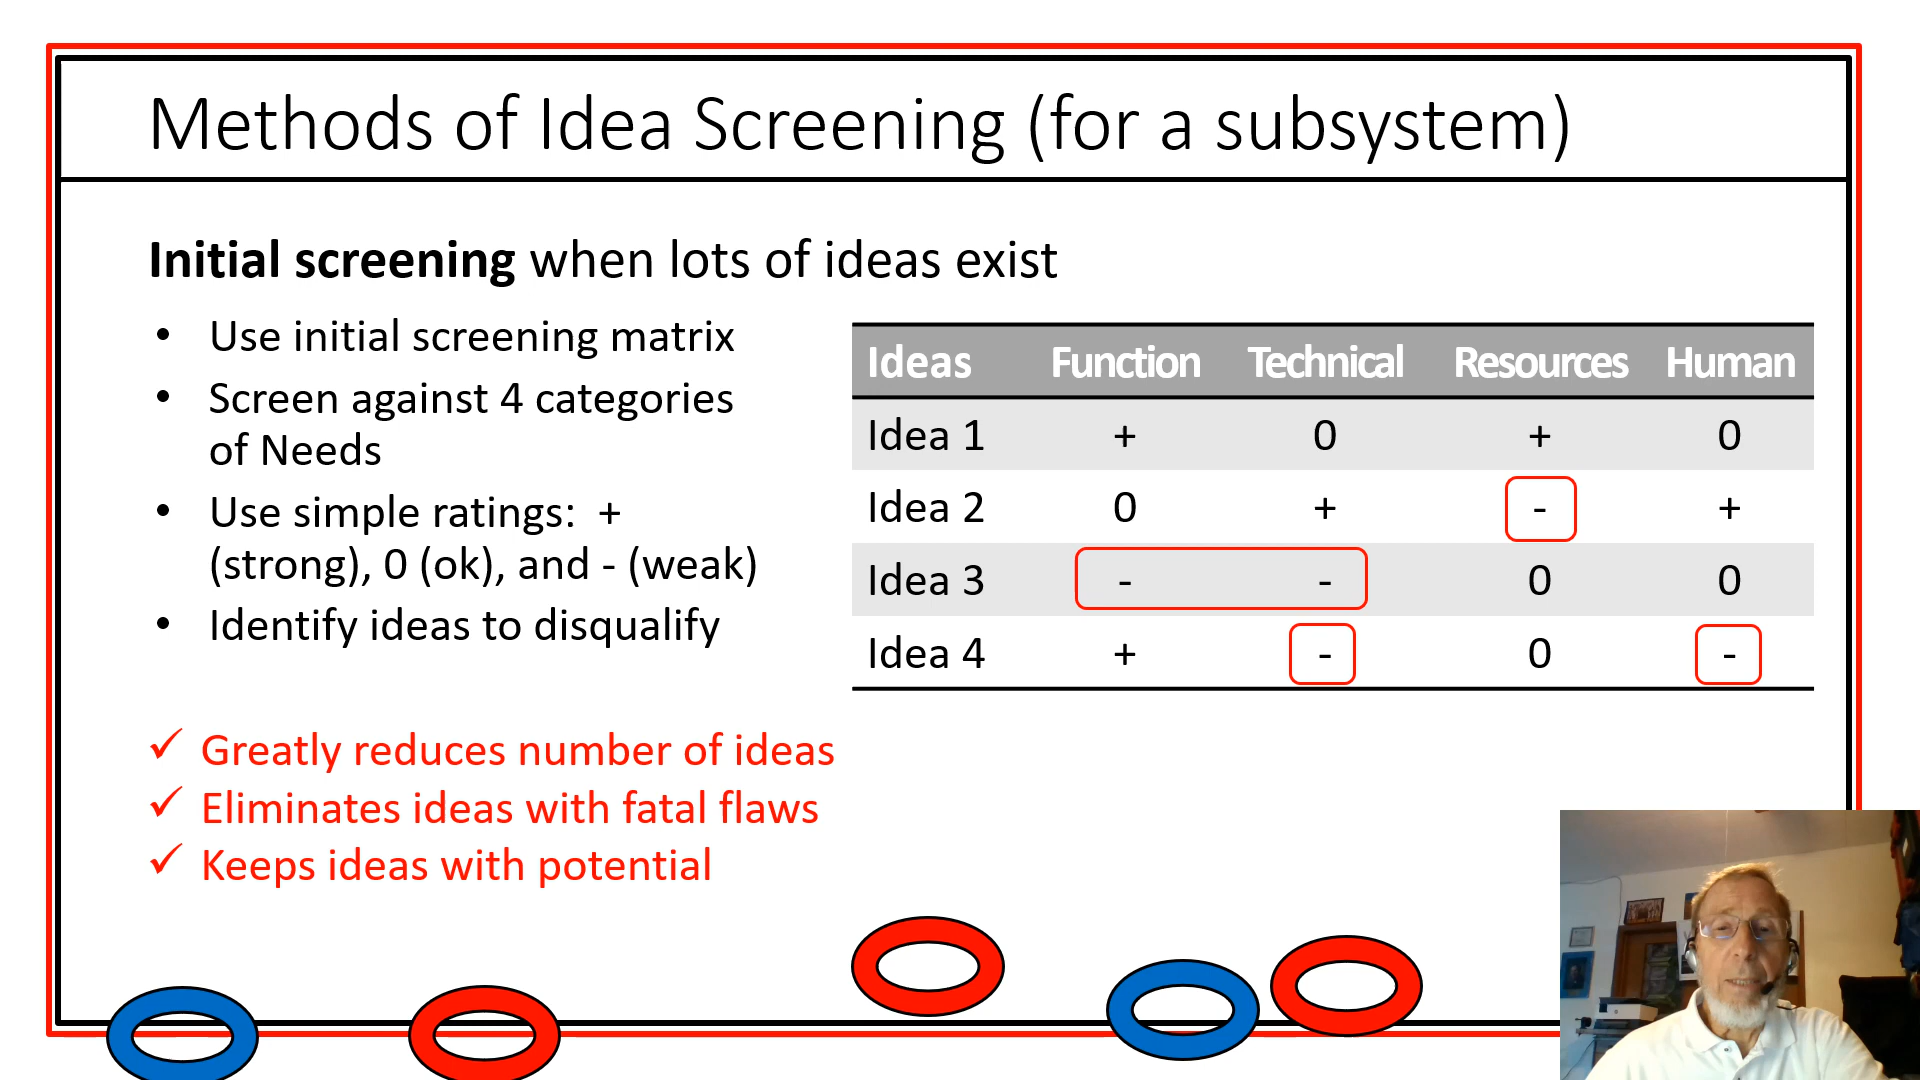 Methods of Idea Screening (for a subsystem)
Initial screening when lots of ideas exist
• Use initial screening matrix
• Screen against 4 categories
of Needs
• Use simple ratings: +
(strong), 0 (ok), and - (weak)
• Identify ideas to disqualify
✓ Greatly reduces number of ideas
✓ Eliminates ideas with fatal flaws
✓ Keeps ideas with potential
Ideas Function Technical Resources Human
Idea 1 + 0 + 0
Idea 2 0 + - +
Idea 3 - - 0 0
Idea 4 + - 0 -